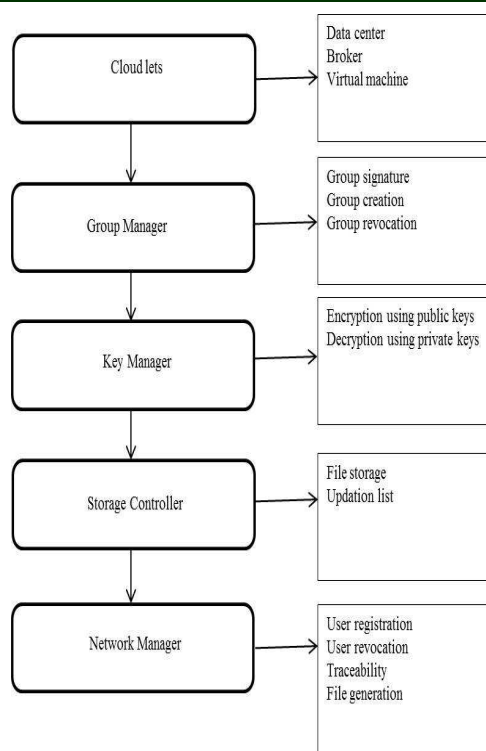 Cloud lets
Data center
Broker
Virtual machine
Group Manager
Group signature
Group creation
Group revocation
Key Manager
Encryption using public keys
Decryption using private keys
Storage Controller
File storage
Updation list
Network Manager
User registration
User revocation
Traceability
File generation